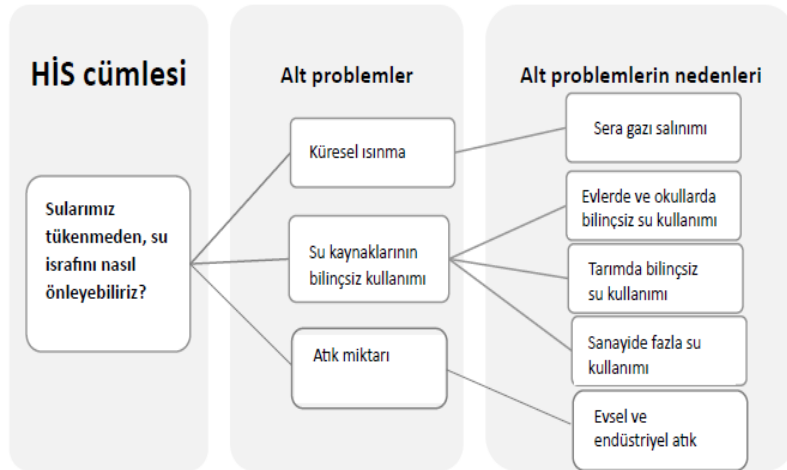 HİS cümlesi
Alt problemler
Alt problemlerin nedenleri
Sularımız
tükenmeden, su
israfını nasıl
önleyebiliriz?
Küresel ısınma
Su kaynaklarının
bilinçsiz kullanımı
Atık miktarı
Sera gazı salınımı
Evlerde ve okullarda
bilinçsiz su kullanımı
Tarımda bilinçsiz
su kullanımı
Sanayide fazla su
kullanımı
Evsel ve
endüstriyel atık